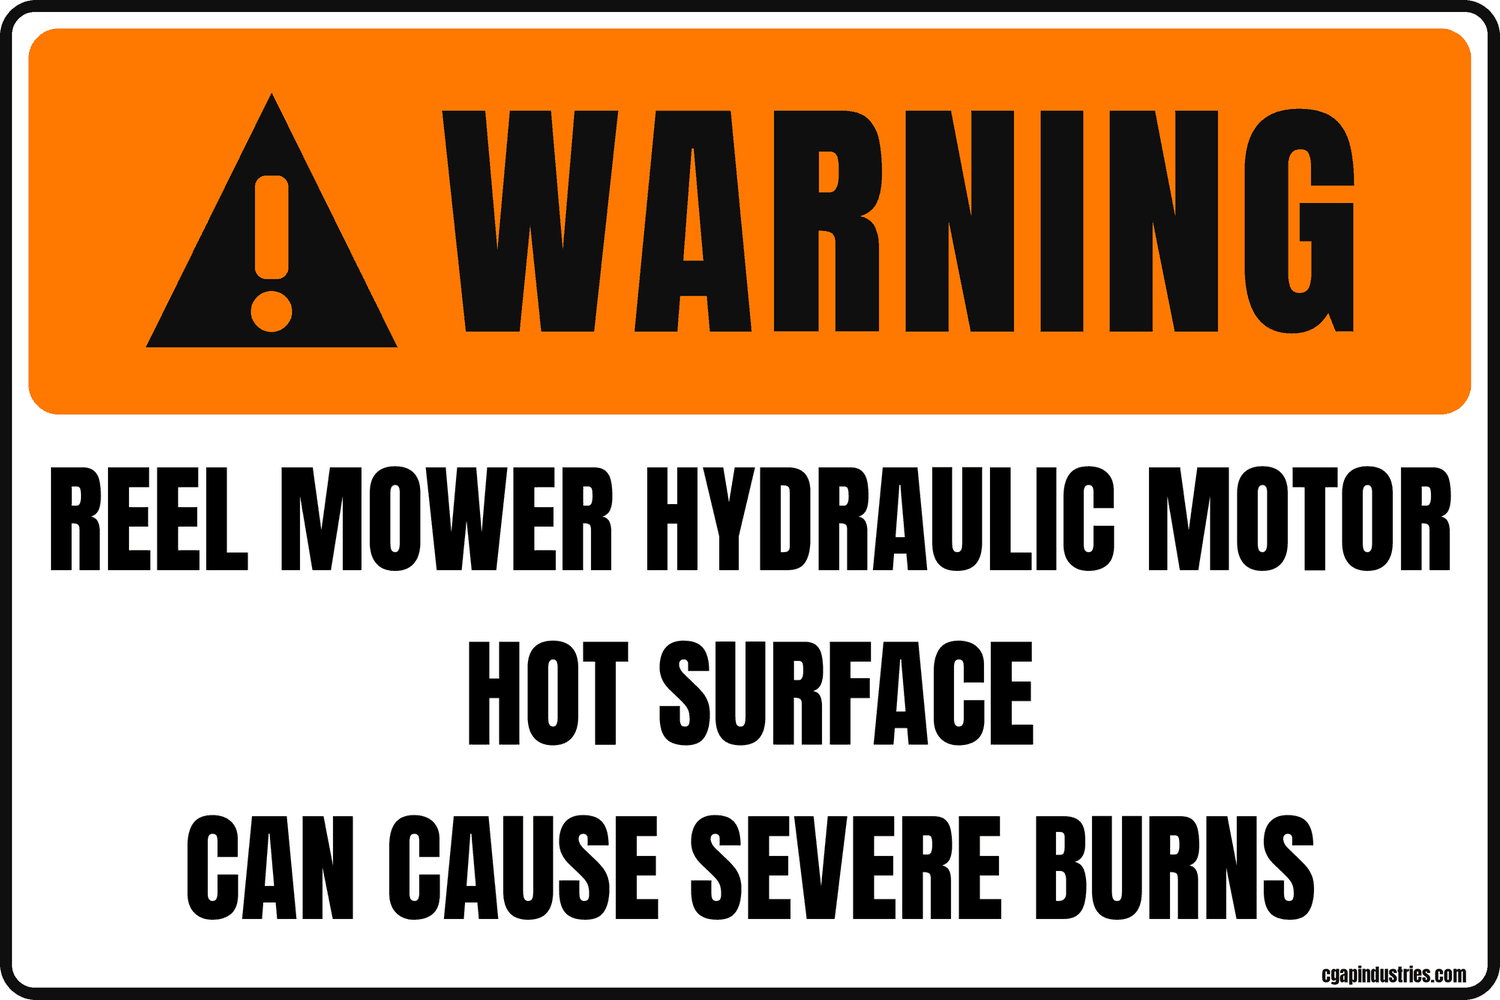 WARNING
REEL MOWER HYDRAULIC MOTOR
HOT SURFACE
CAN CAUSE SEVERE BURNS
cgapindustries.com